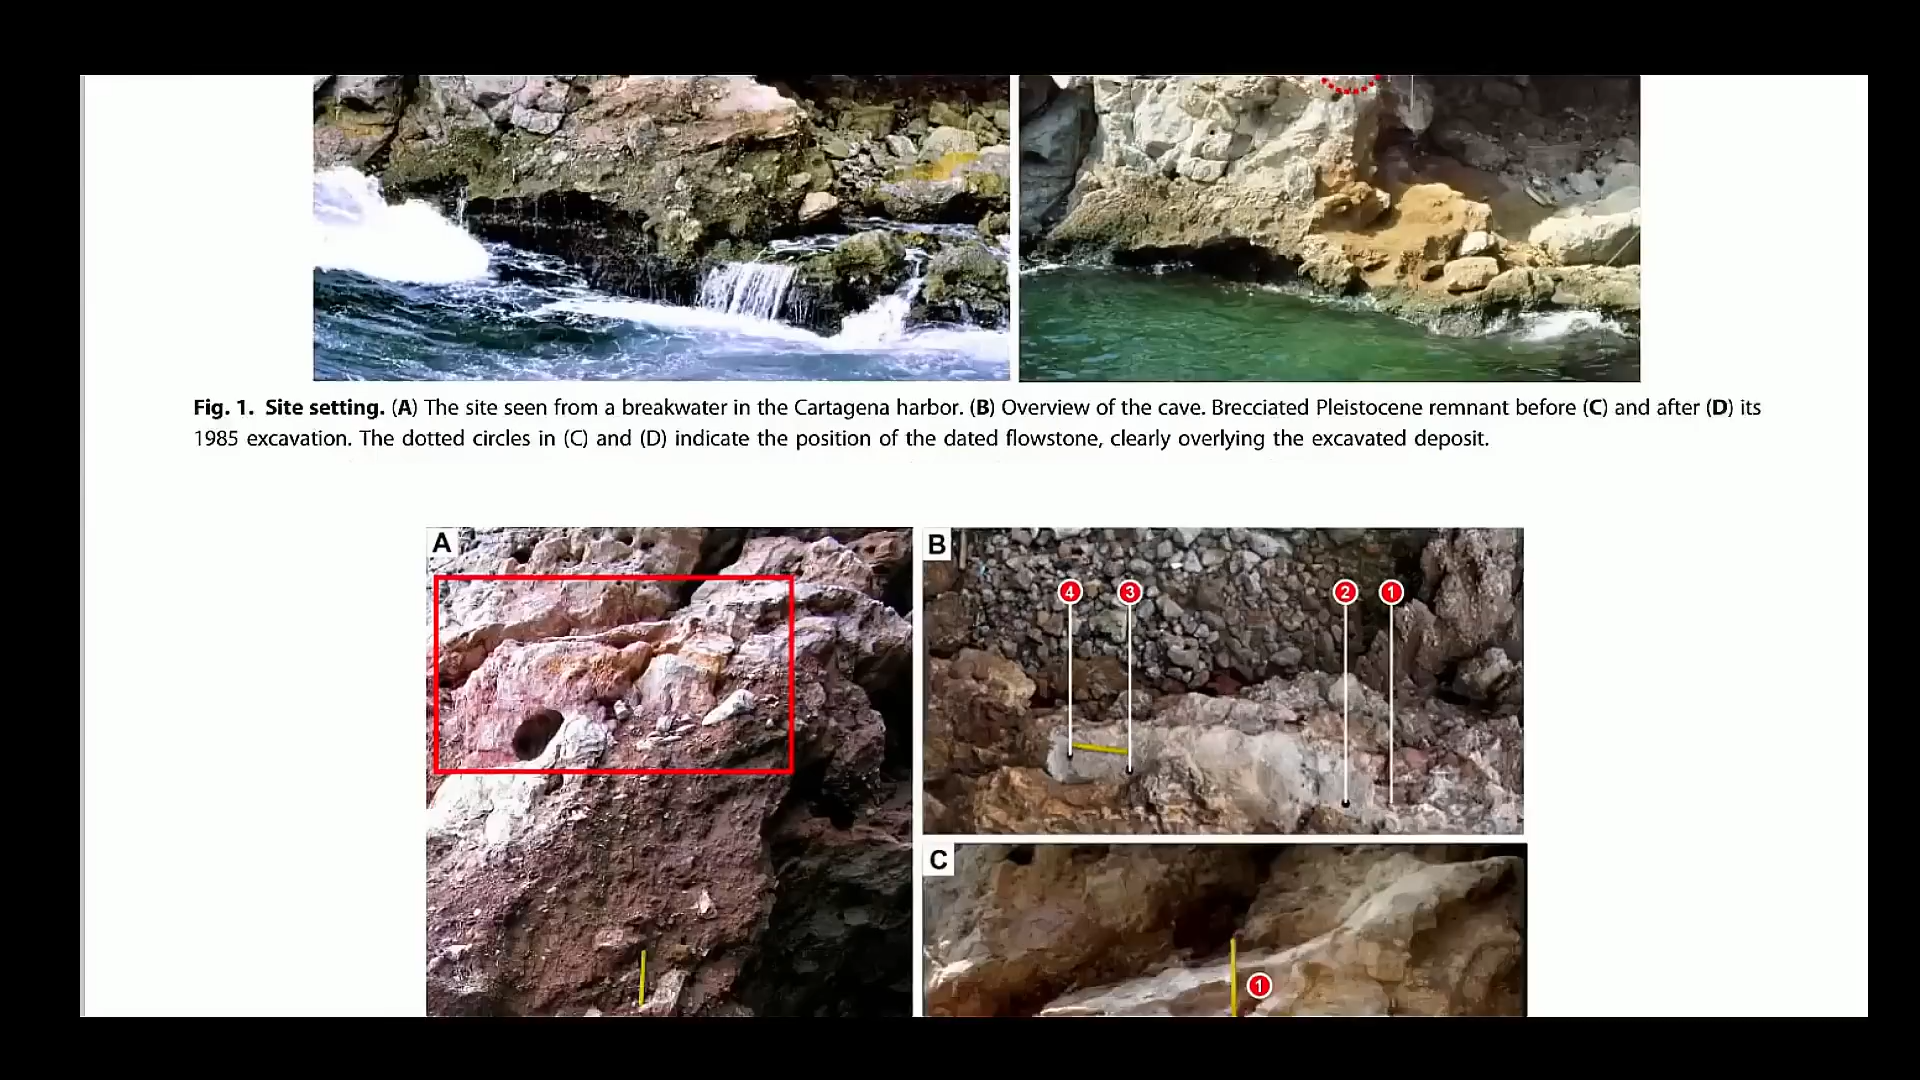 Fig. 1. Site setting. (A) The site seen from a breakwater in the Cartagena harbor. (B) Overview of the cave. Brecciated Pleistocene remnant before (C) and after (D) its
1985 excavation. The dotted circles in (C) and (D) indicate the position of the dated flowstone, clearly overlying the excavated deposit.
A
B
4 3 2 1
C
1